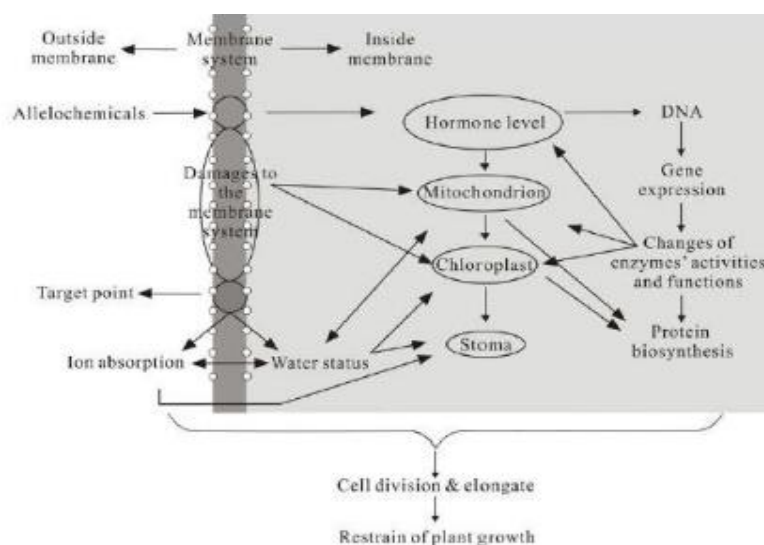 Outside
membrane
Membrane
system
Inside
membrane
Allelochemicals
Hormone level
DNA
Gene
expression
Damages to
the
membrane
system
Mitochondrion
Chloroplast
Changes of
enzymes' activities
and functions
Target point
Ion absorption
Water status
Stoma
Protein
biosynthesis
Cell division & elongate
Restrain of plant growth